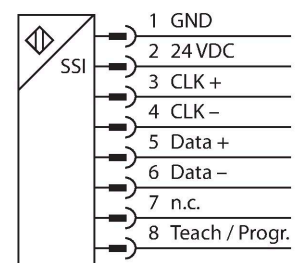 1 GND
2 24 VDC
SSI
3 CLK +
4 CLK –
5 Data +
6 Data –
7 n.c.
8 Teach / Progr.